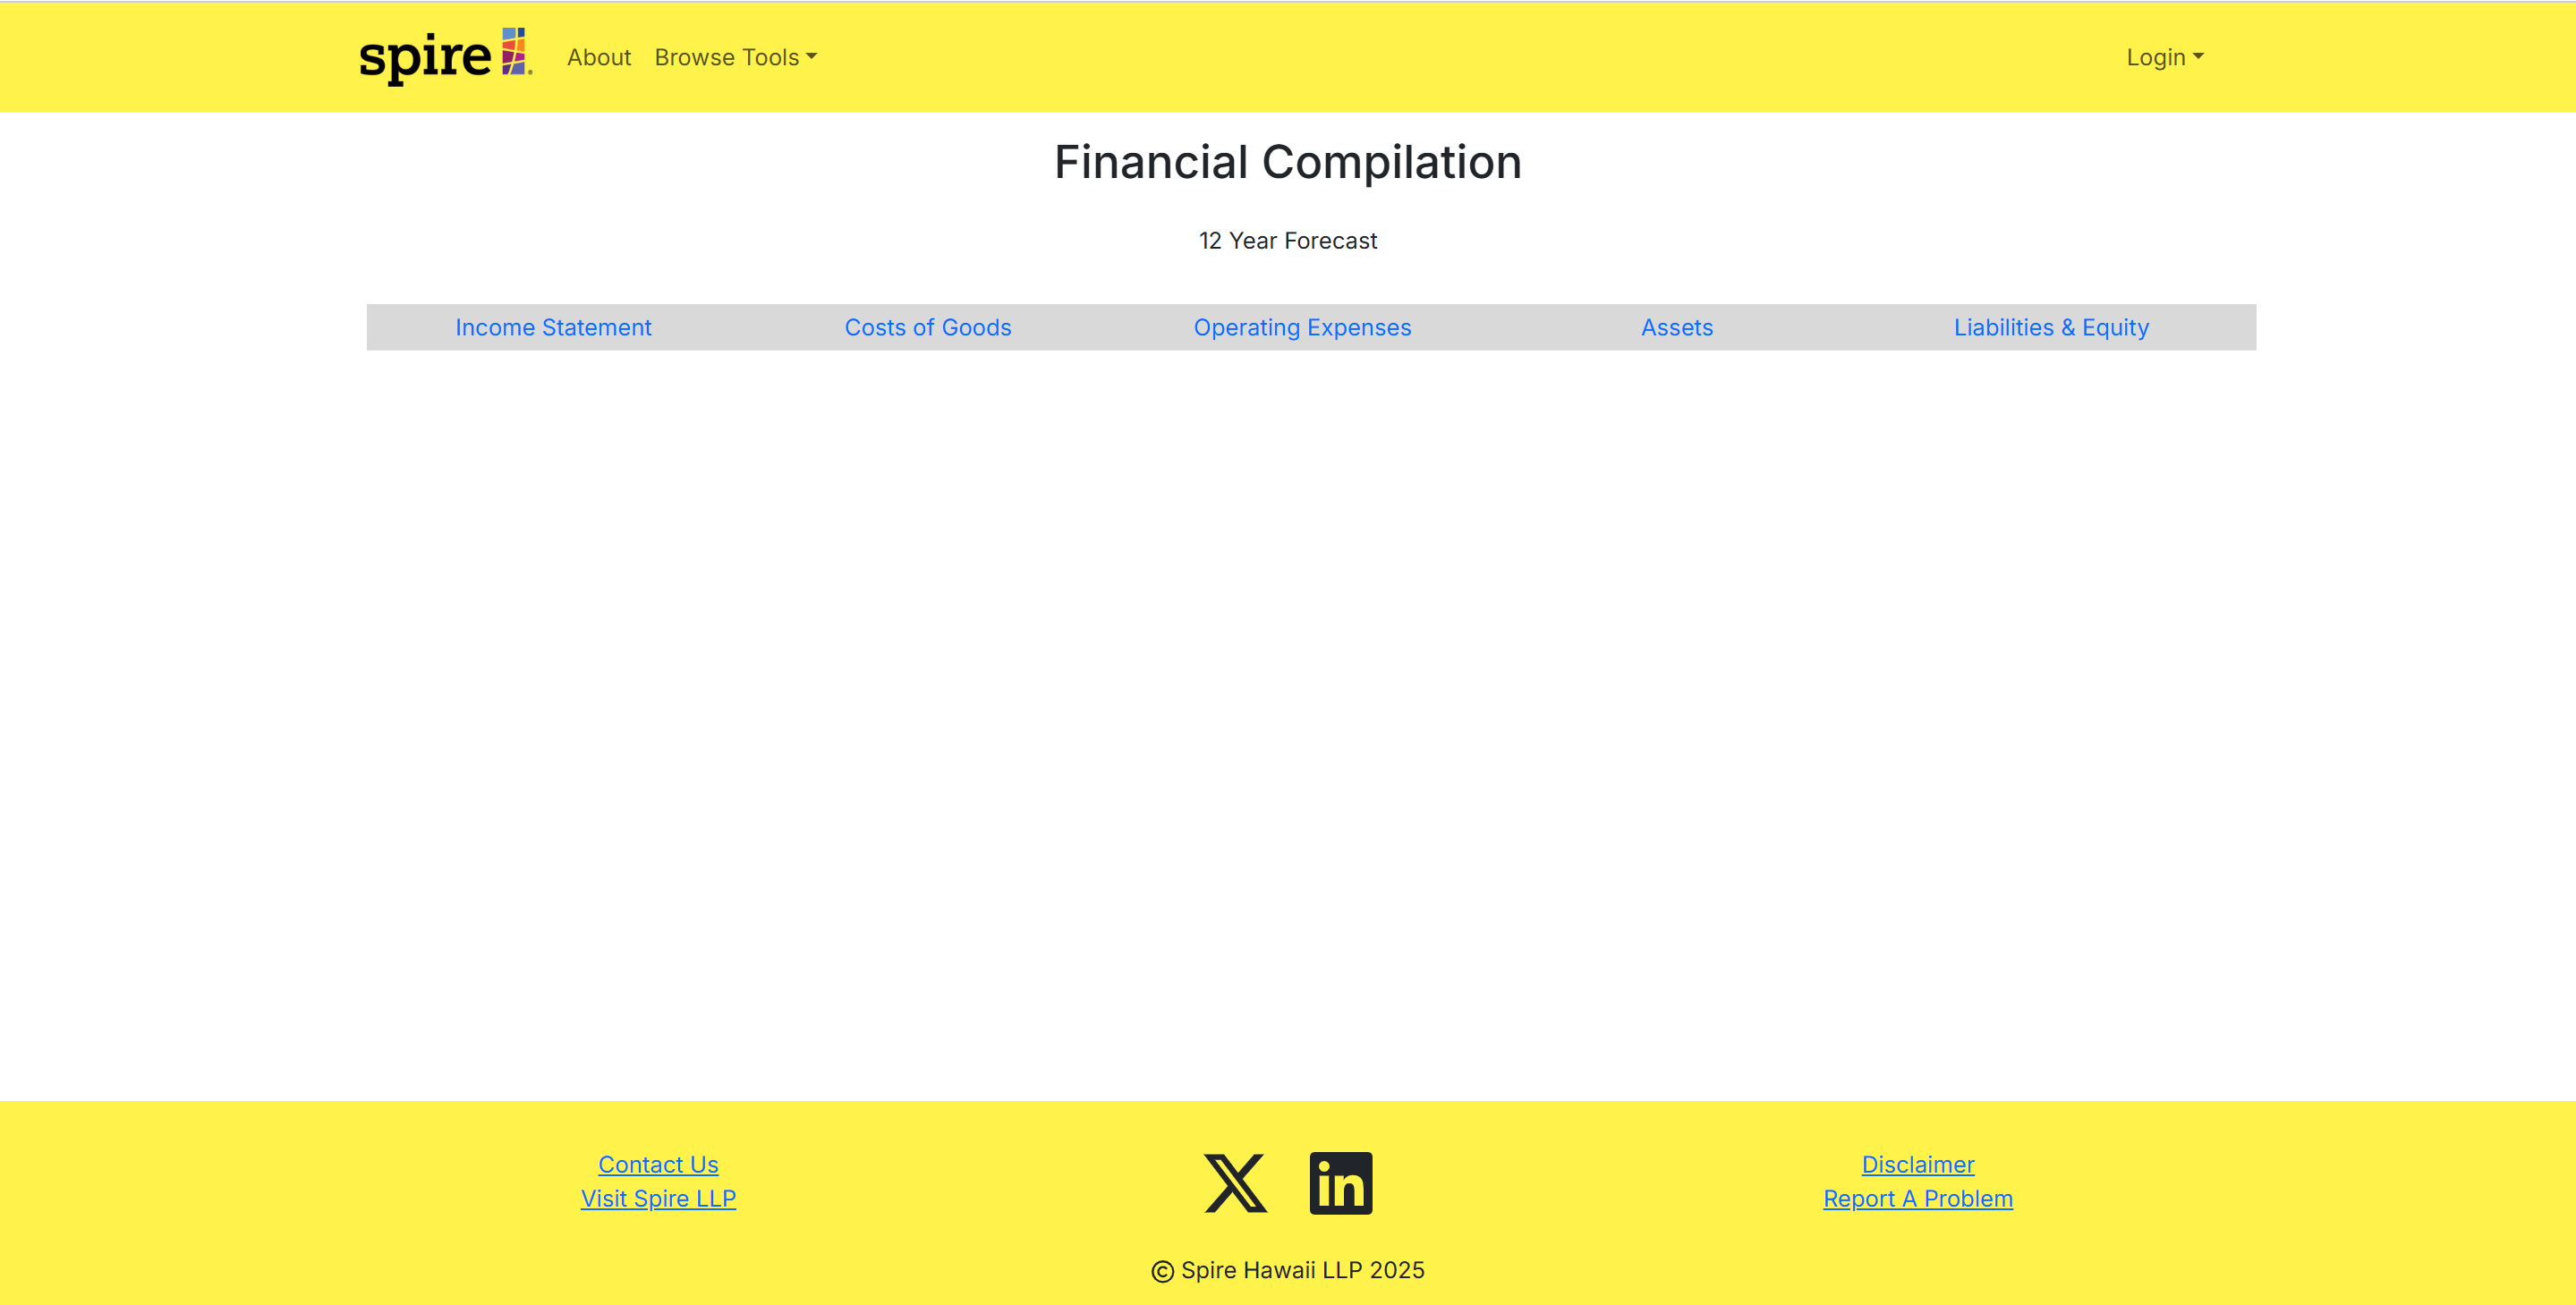 spire
About Browse Tools Login
Financial Compilation
12 Year Forecast
Income Statement Costs of Goods Operating Expenses Assets Liabilities & Equity
Contact Us
Visit Spire LLP
X in
Disclaimer
Report A Problem
© Spire Hawaii LLP 2025